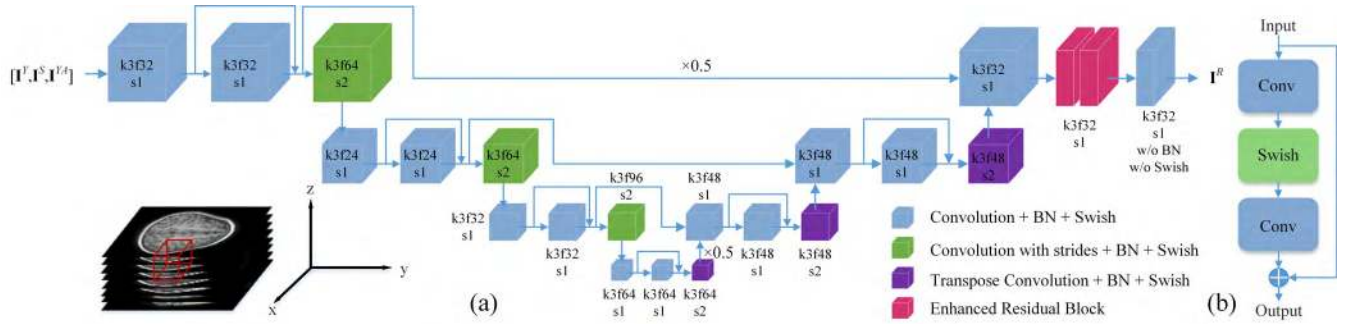 [I^Y,I^S,I^YA]
k3f32
s1
k3f32
s1
k3f64
s2
×0.5
k3f32
s1
k3f32
s1
k3f32
s1
w/o BN
w/o Swish
I^R
k3f24
s1
k3f24
s1
k3f64
s2
k3f48
s1
k3f48
s1
k3f48
s2
k3f32
s1
k3f32
s1
k3f96
s2
k3f48
s1
k3f48
s1
k3f48
s2
×0.5
k3f64
s1
k3f64
s1
k3f64
s2
z
y
x
(a)
Convolution + BN + Swish
Convolution with strides + BN + Swish
Transpose Convolution + BN + Swish
Enhanced Residual Block
(b)
Input
Conv
Swish
Conv
Output